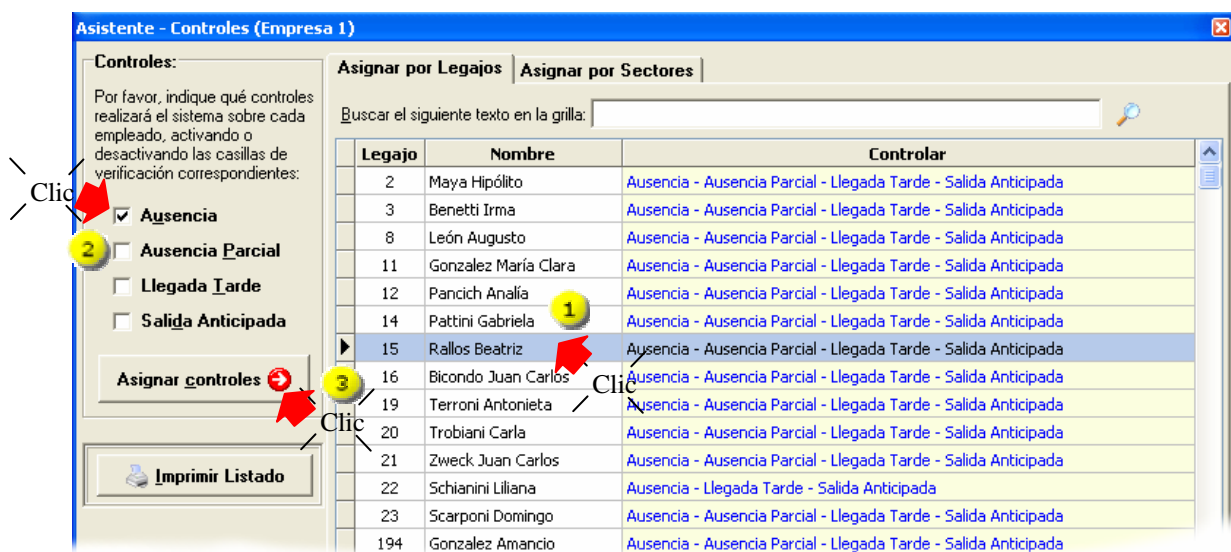 Asistente - Controles (Empresa 1)
Controles:
Por favor, indique qué controles
realizará el sistema sobre cada
empleado, activando o
desactivando las casillas de
verificación correspondientes:
Clic
Ausencia
2
Ausencia Parcial
Llegada Tarde
Salida Anticipada
Asignar controles
3
Clic
Imprimir Listado
Asignar por Legajos
Asignar por Sectores
Buscar el siguiente texto en la grilla:
Legajo Nombre Controlar
2 Maya Hipólito Ausencia - Ausencia Parcial - Llegada Tarde - Salida Anticipada
3 Benetti Irma Ausencia - Ausencia Parcial - Llegada Tarde - Salida Anticipada
8 León Augusto Ausencia - Ausencia Parcial - Llegada Tarde - Salida Anticipada
11 Gonzalez María Clara Ausencia - Ausencia Parcial - Llegada Tarde - Salida Anticipada
12 Pancich Analía Ausencia - Ausencia Parcial - Llegada Tarde - Salida Anticipada
1
14 Pattini Gabriela Ausencia - Ausencia Parcial - Llegada Tarde - Salida Anticipada
15 Rallos Beatriz Ausencia - Ausencia Parcial - Llegada Tarde - Salida Anticipada
16 Bicondo Juan Carlos Ausencia - Ausencia Parcial - Llegada Tarde - Salida Anticipada
Clic
19 Terroni Antonieta Ausencia - Ausencia Parcial - Llegada Tarde - Salida Anticipada
20 Trobiani Carla Ausencia - Ausencia Parcial - Llegada Tarde - Salida Anticipada
21 Zweck Juan Carlos Ausencia - Ausencia Parcial - Llegada Tarde - Salida Anticipada
22 Schianini Liliana Ausencia - Llegada Tarde - Salida Anticipada
23 Scarponi Domingo Ausencia - Ausencia Parcial - Llegada Tarde - Salida Anticipada
194 Gonzalez Amancio Ausencia - Ausencia Parcial - Llegada Tarde - Salida Anticipada